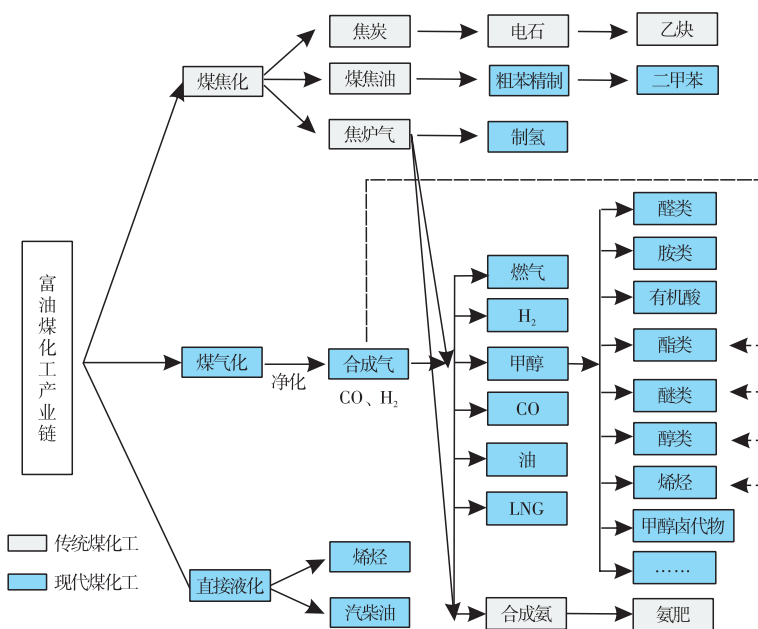 焦炭
电石
乙炔
煤焦化
煤焦油
粗苯精制
二甲苯
焦炉气
制氢
富油煤化工产业链
煤气化
净化
合成气
CO、H₂
燃气
H₂
甲醇
CO
油
LNG
醛类
胺类
有机酸
酯类
醚类
醇类
烯烃
甲醇卤代物
……
传统煤化工
现代煤化工
直接液化
烯烃
汽柴油
合成氨
氨肥